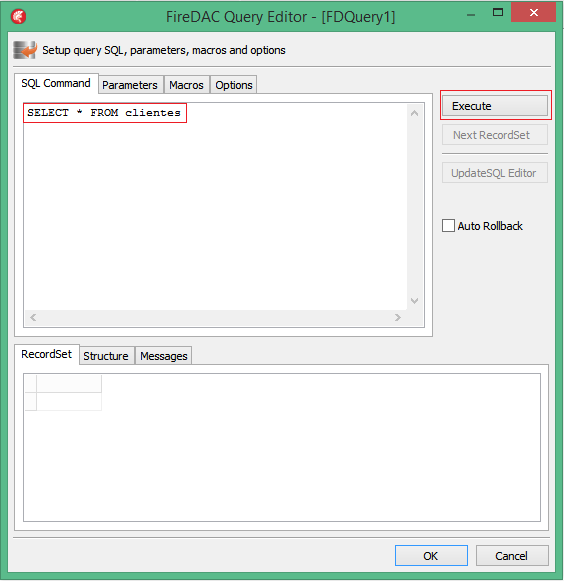 FireDAC Query Editor - [FDQuery1]
Setup query SQL, parameters, macros and options
SQL Command Parameters Macros Options
SELECT * FROM clientes
Execute
Next RecordSet
UpdateSQL Editor
Auto Rollback
RecordSet Structure Messages
OK Cancel